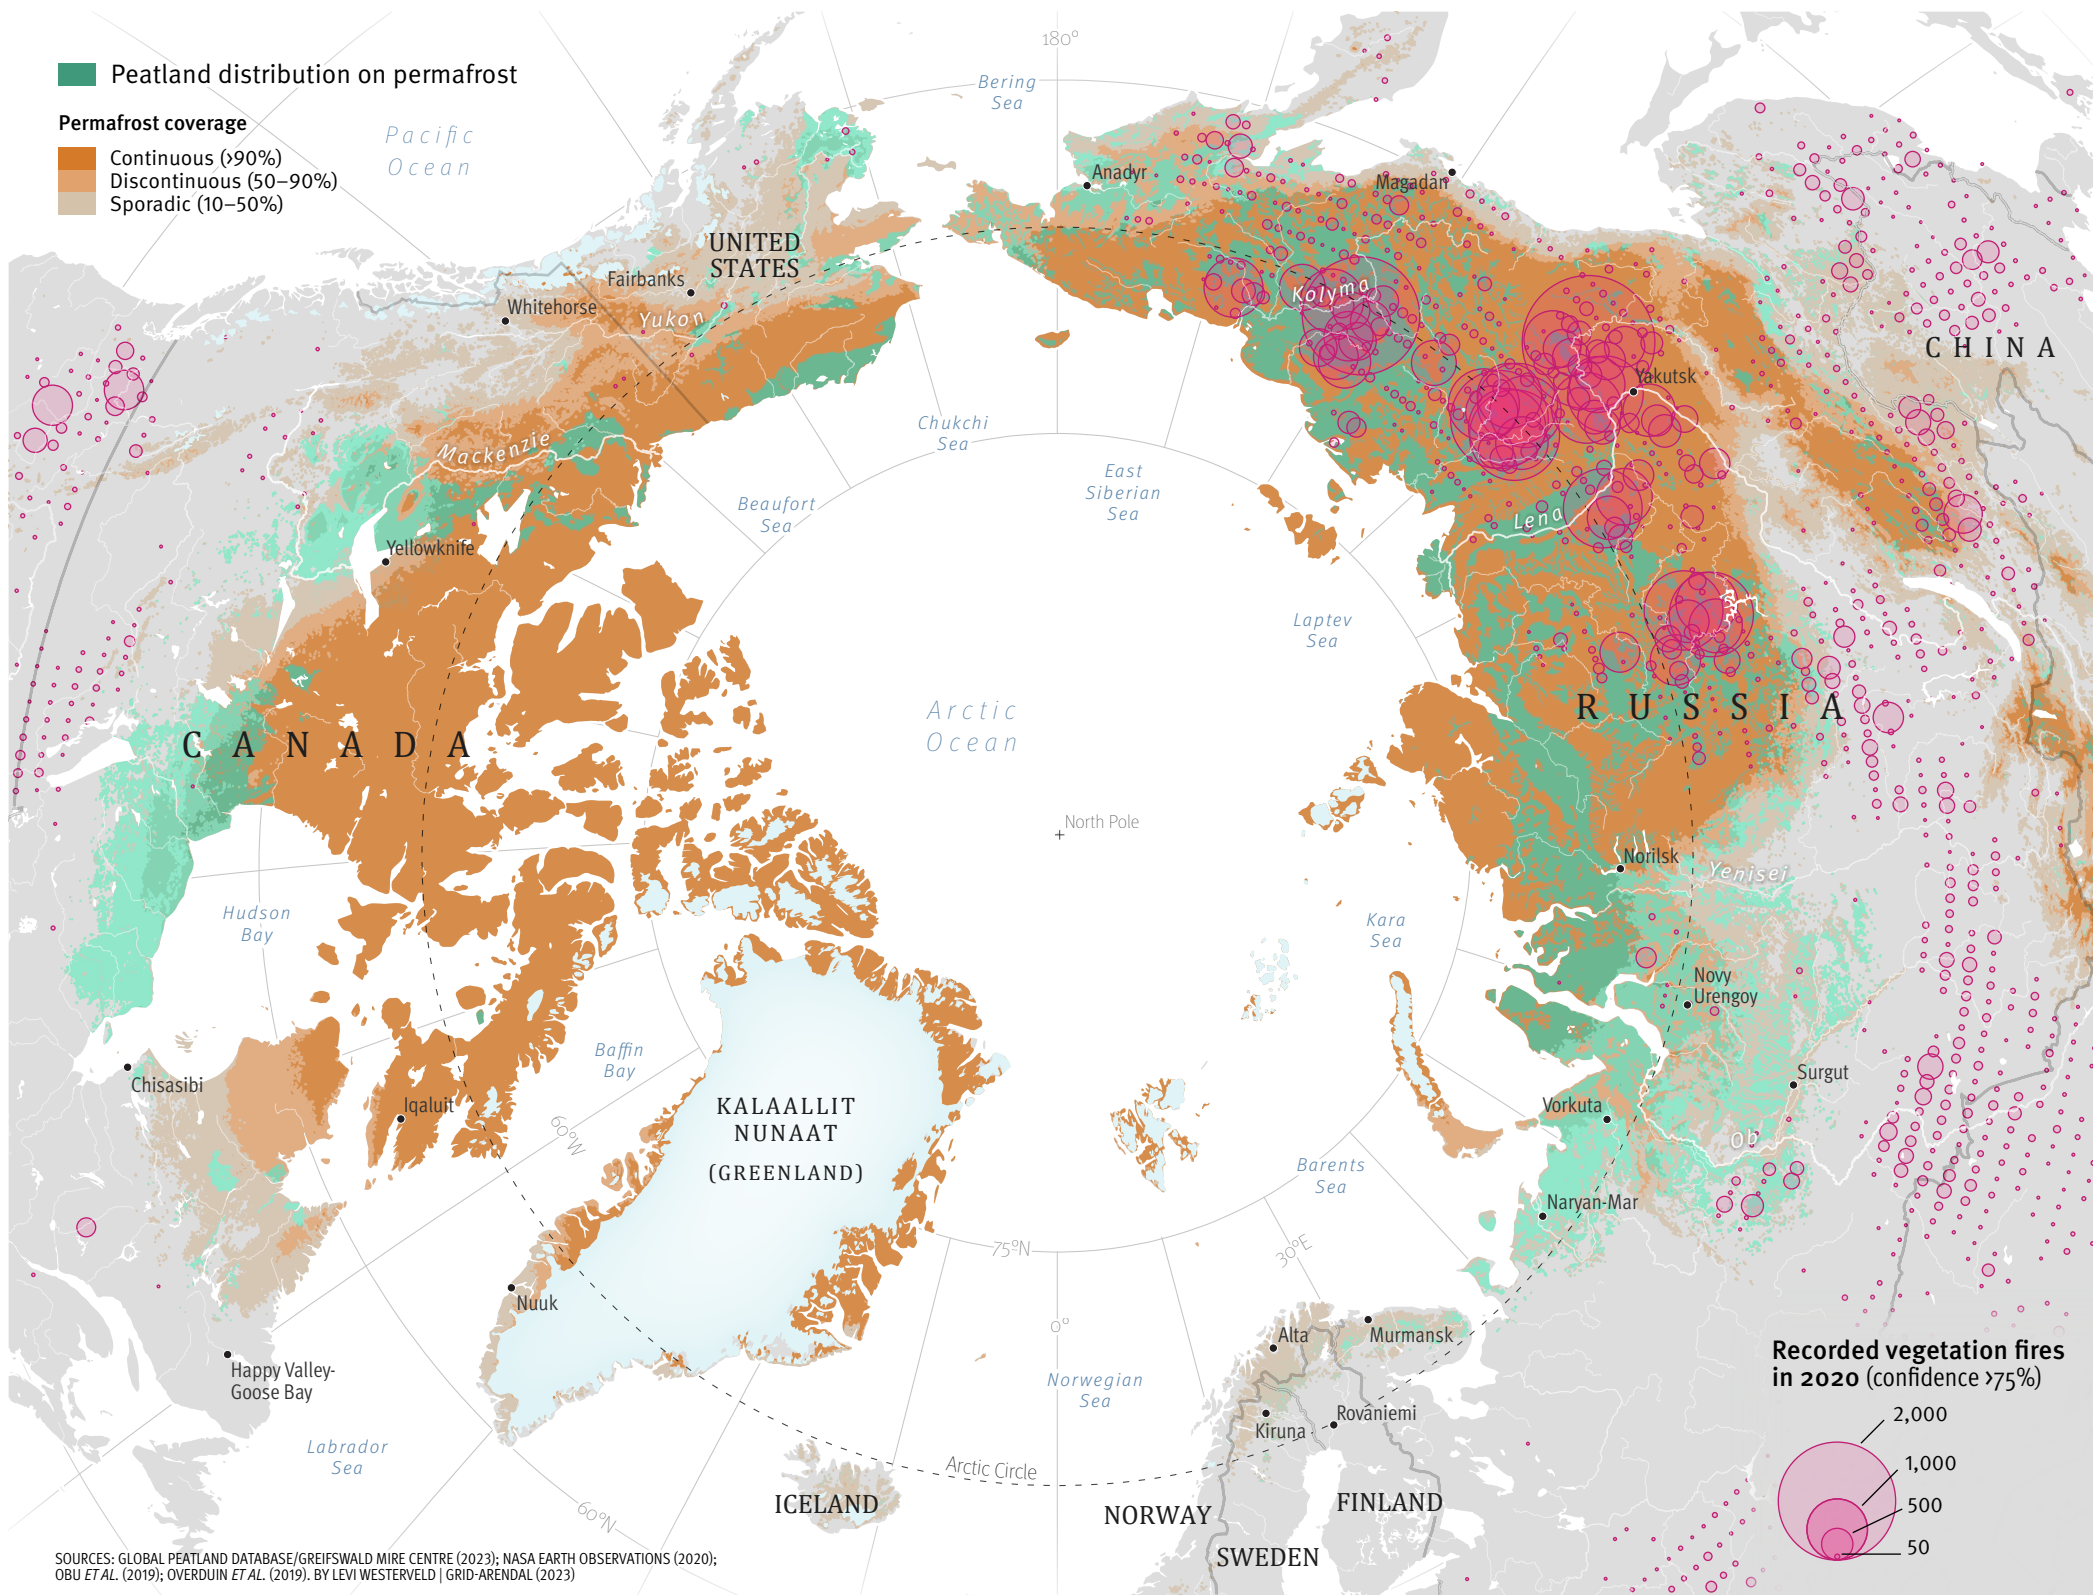 Peatland distribution on permafrost
Permafrost coverage
Continuous (>90%)
Discontinuous (50–90%)
Sporadic (10–50%)
Pacific
Ocean
180°
Bering
Sea
Anadyr
Magadan
UNITED
STATES
Fairbanks
Whitehorse
Yukon
Kolyma
CHINA
Yakutsk
Mackenzie
Chukchi
Sea
East
Siberian
Sea
Beaufort
Sea
Lena
Yellowknife
Laptev
Sea
RUSSIA
CANADA
Arctic
Ocean
North Pole
Norilsk
Yenisei
Hudson
Bay
Kara
Sea
Novy
Urengoy
Baffin
Bay
Chisasibi
Iqaluit
60°W
KALAALLIT
NUNAAT
(GREENLAND)
Surgut
Vorkuta
Ob
Barents
Sea
Naryan-Mar
75°N
30°E
Nuuk
0°
Alta
Murmansk
Happy Valley-
Goose Bay
Norwegian
Sea
Kiruna
Rovaniemi
Labrador
Sea
Arctic Circle
60°N
ICELAND
NORWAY
FINLAND
SWEDEN
Recorded vegetation fires
in 2020 (confidence >75%)
2,000
1,000
500
50
SOURCES: GLOBAL PEATLAND DATABASE/GREIFSWALD MIRE CENTRE (2023); NASA EARTH OBSERVATIONS (2020);
OBU ET AL. (2019); OVERDUIN ET AL. (2019). BY LEVI WESTERVELD | GRID-ARENDAL (2023)